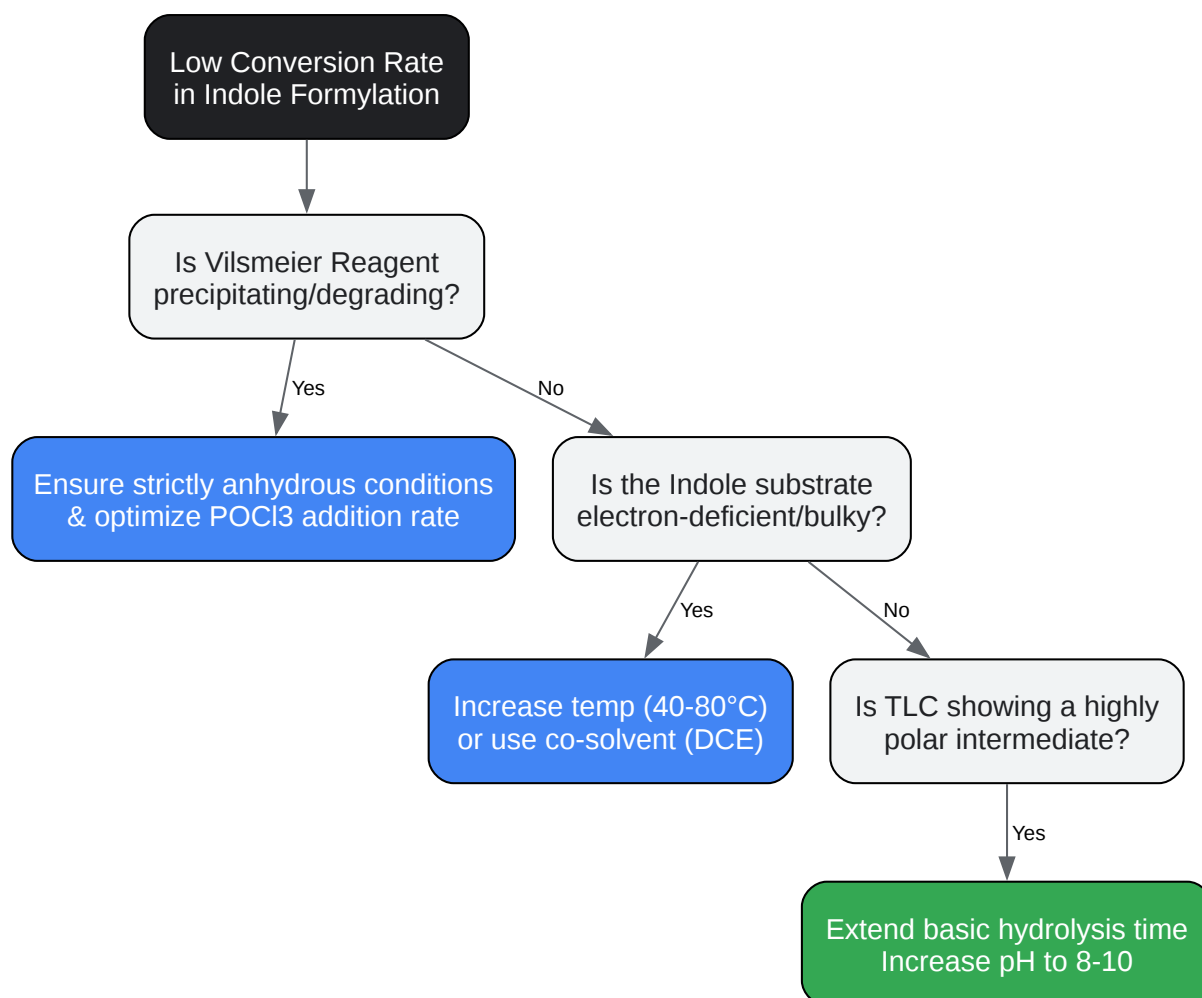 Low Conversion Rate
in Indole Formylation
Is Vilsmeier Reagent
precipitating/degrading?
Yes
No
Ensure strictly anhydrous conditions
& optimize POCl3 addition rate
Is the Indole substrate
electron-deficient/bulky?
Yes
No
Increase temp (40-80°C)
or use co-solvent (DCE)
Is TLC showing a highly
polar intermediate?
Yes
Extend basic hydrolysis time
Increase pH to 8-10